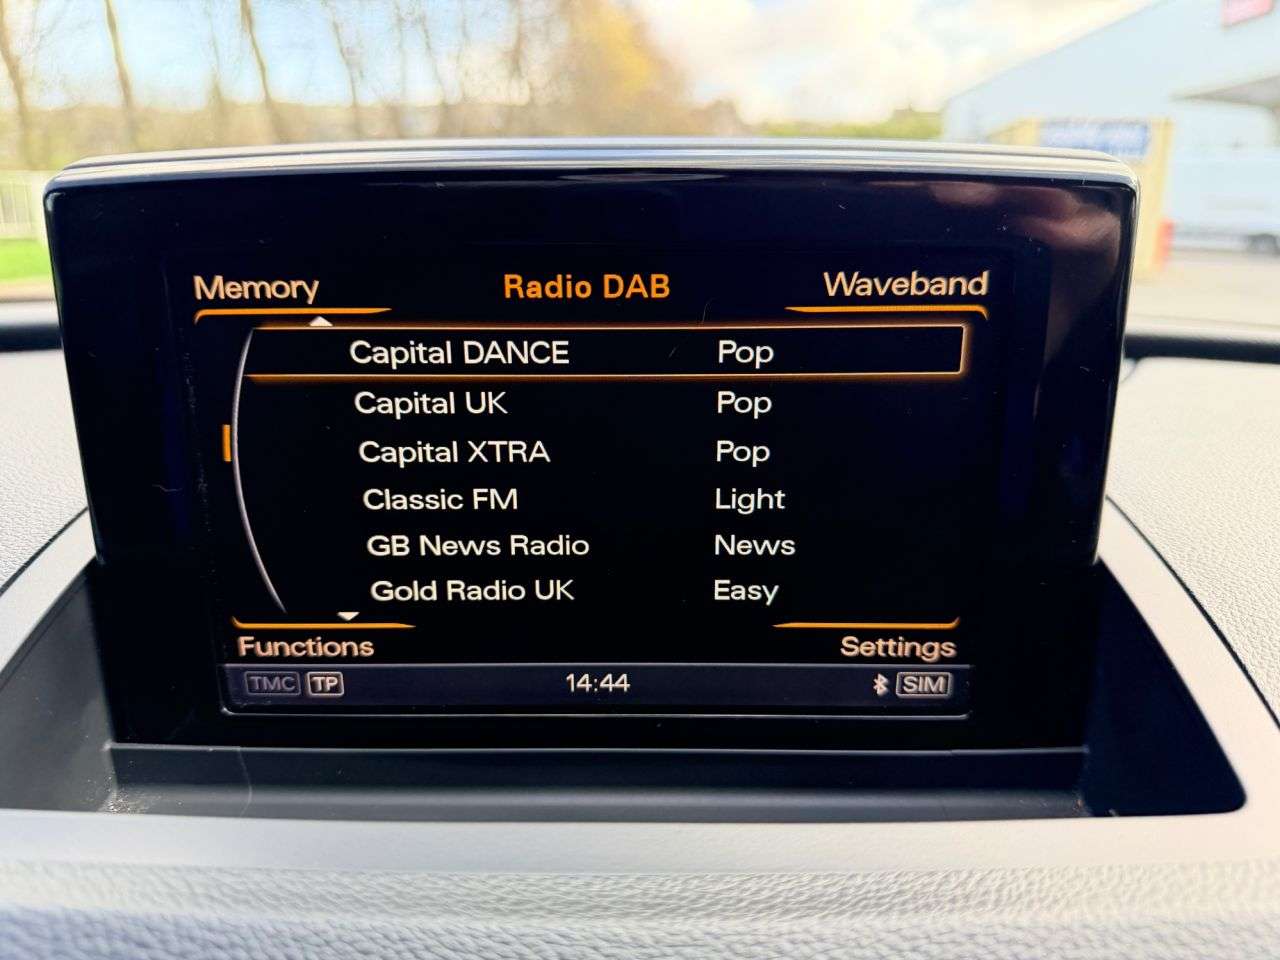 Memory Radio DAB Waveband
Capital DANCE Pop
Capital UK Pop
Capital XTRA Pop
Classic FM Light
GB News Radio News
Gold Radio UK Easy
Functions Settings
TMC TP 14:44 SIM